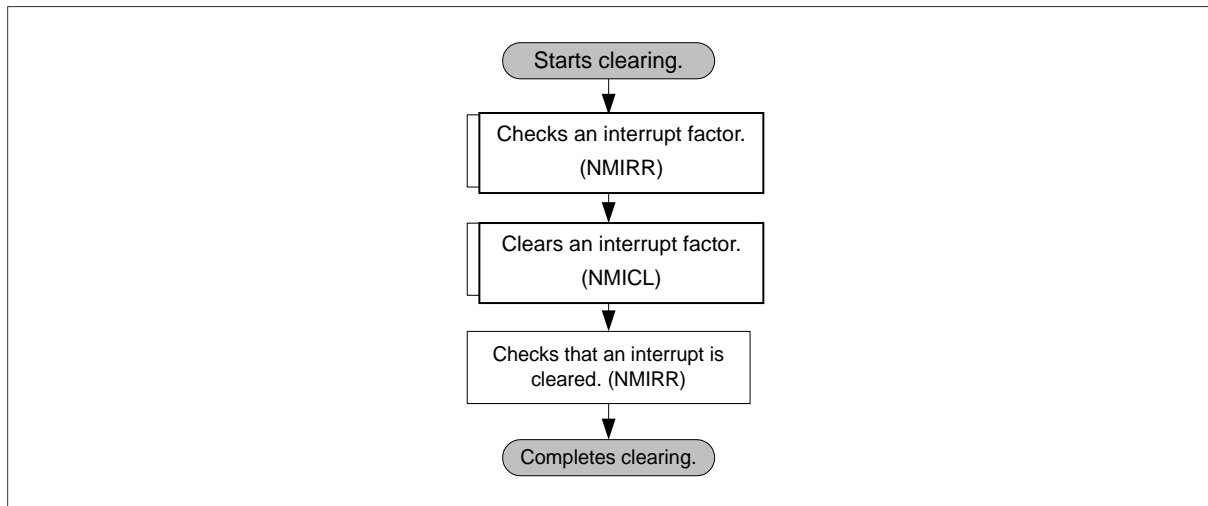 Starts clearing.
Checks an interrupt factor.
(NMIRR)
Clears an interrupt factor.
(NMICL)
Checks that an interrupt is
cleared. (NMIRR)
Completes clearing.